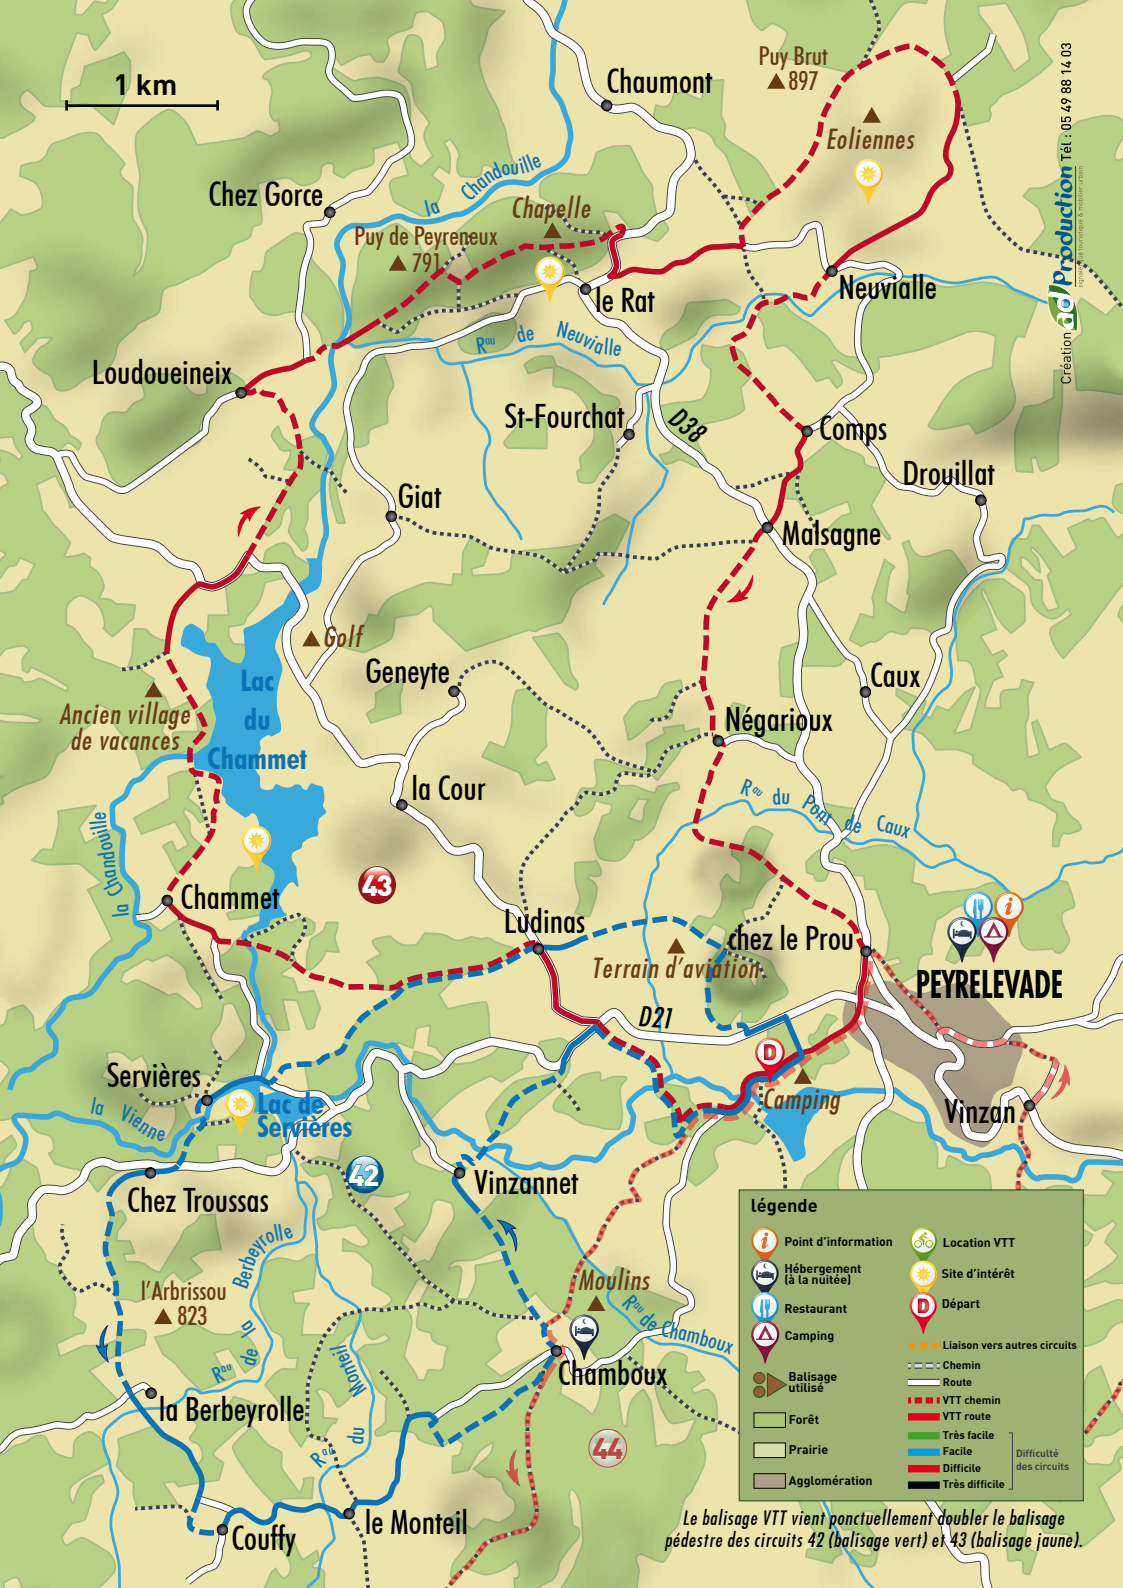 1 km
Chaumont
Puy Brut
897
Eoliennes
Création ad Production Tél : 05 49 88 14 03
signalétique touristique & mobilier urbain
Chez Gorce
la Chandouille
Chapelle
Puy de Peyreneux
791
le Rat
Neuvialle
Rau de Neuvialle
Loudoueineix
St-Fourchat
D38
Comps
Drouillat
Giat
Malsagne
Golf
Geneyte
Caux
Lac
du
Chammet
Ancien village
de vacances
Négarioux
la Cour
Rau du Pont de Caux
la Chandouille
43
Chammet
Ludinas
chez le Prou
Terrain d'aviation
i
PEYRELEVADE
D21
D
Servières
Camping
Vinzan
la Vienne
Lac de
Servières
42
Chez Troussas
Vinzannet
Rau de la Berbeyrolle
l'Arbrissou
823
Moulins
Rau de Chamboux
Rau du Monteil
Chamboux
la Berbeyrolle
44
Couffy
le Monteil
légende
i
Point d'information
Location VTT
Hébergement
(à la nuitée)
Site d'intérêt
Restaurant
D
Départ
Camping
Liaison vers autres circuits
Chemin
Balisage
utilisé
Route
VTT chemin
VTT route
Forêt
Très facile
Prairie
Facile
Difficulté
des circuits
Difficile
Agglomération
Très difficile
Le balisage VTT vient ponctuellement doubler le balisage
pédestre des circuits 42 (balisage vert) et 43 (balisage jaune).